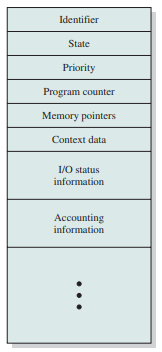 Identifier
State
Priority
Program counter
Memory pointers
Context data
I/O status
information
Accounting
information